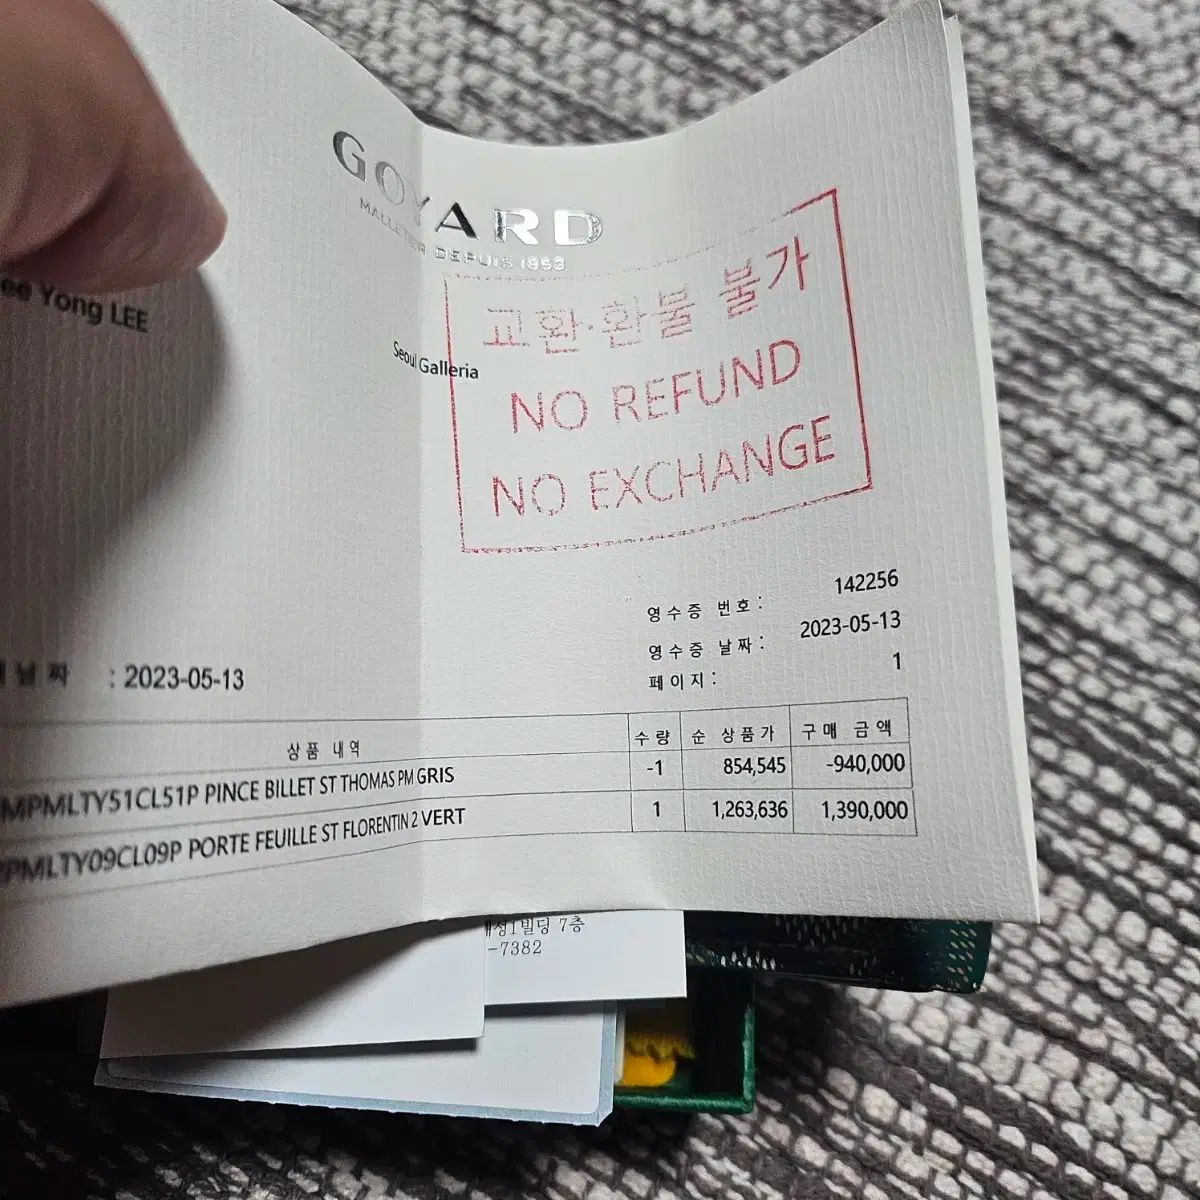 GOYARD
MALLETIER DEPUIS 1853
Yong LEE
Seoul Galleria
교환·환불 불가
NO REFUND
NO EXCHANGE
영수증 번호: 142256
영수증 날짜: 2023-05-13
페이지: 1
날짜 : 2023-05-13
상품 내역 수량 순 상품가 구매 금액
MPMLTY51CL51P PINCE BILLET ST THOMAS PM GRIS -1 854,545 -940,000
PMLTY09CL09P PORTE FEUILLE ST FLORENTIN 2 VERT 1 1,263,636 1,390,000
성1빌딩 7층
-7382